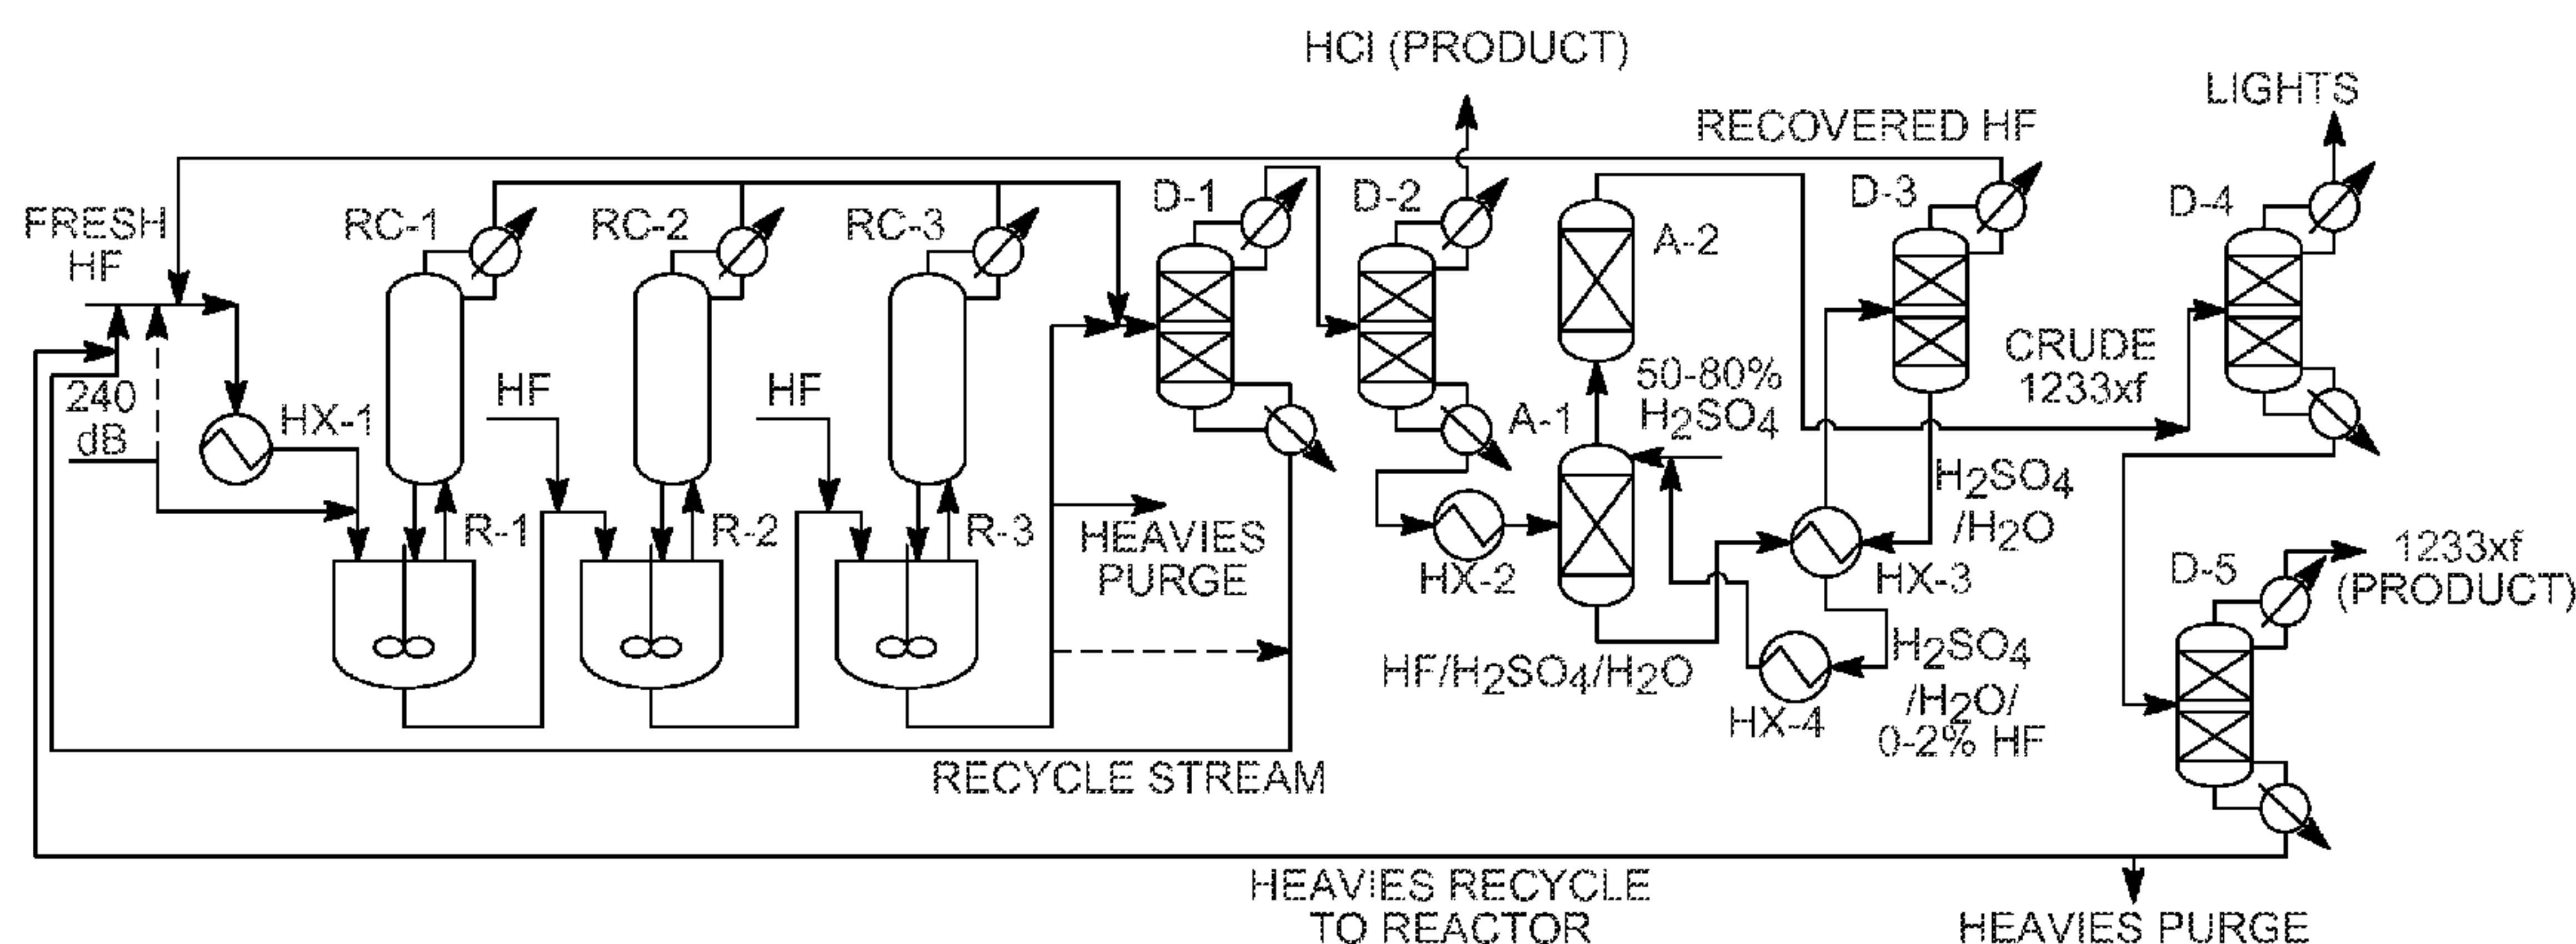 HCl (PRODUCT)
LIGHTS
RECOVERED HF
FRESH
HF
RC-1
RC-2
RC-3
D-1
D-2
A-2
D-3
D-4
240
dB
HX-1
HF
HF
50-80%
H2SO4
CRUDE
1233xf
A-1
R-1
R-2
R-3
HEAVIES
PURGE
HX-2
H2SO4
/H2O
HX-3
D-5
1233xf
(PRODUCT)
HF/H2SO4/H2O
HX-4
H2SO4
/H2O/
0-2% HF
RECYCLE STREAM
HEAVIES RECYCLE
TO REACTOR
HEAVIES PURGE